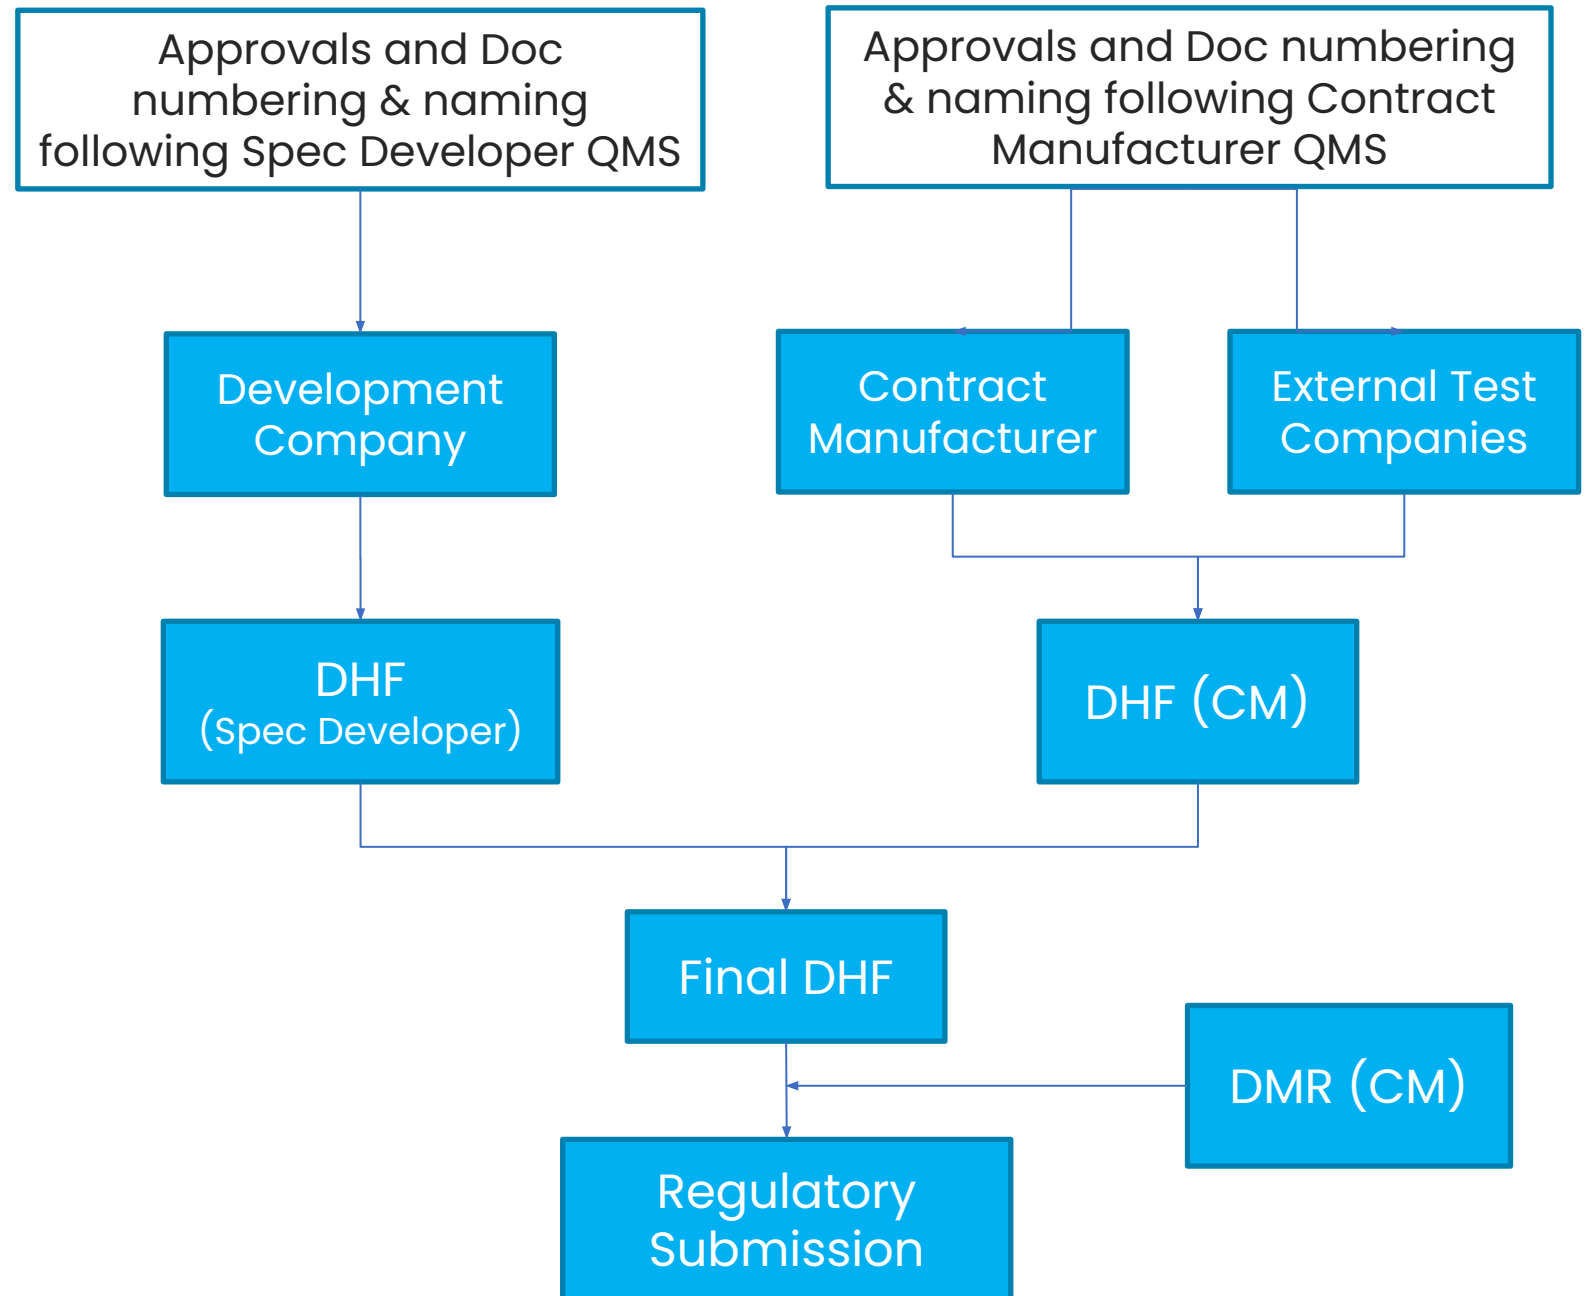 Approvals and Doc
numbering & naming
following Spec Developer QMS
Approvals and Doc numbering
& naming following Contract
Manufacturer QMS
Development
Company
Contract
Manufacturer
External Test
Companies
DHF
(Spec Developer)
DHF (CM)
Final DHF
DMR (CM)
Regulatory
Submission